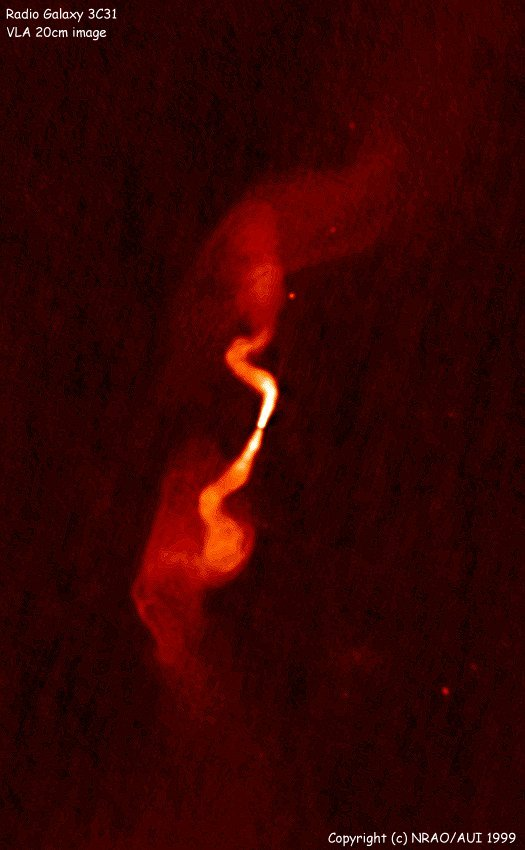 Radio Galaxy 3C31
VLA 20cm image
Copyright (c) NRAO/AUI 1999